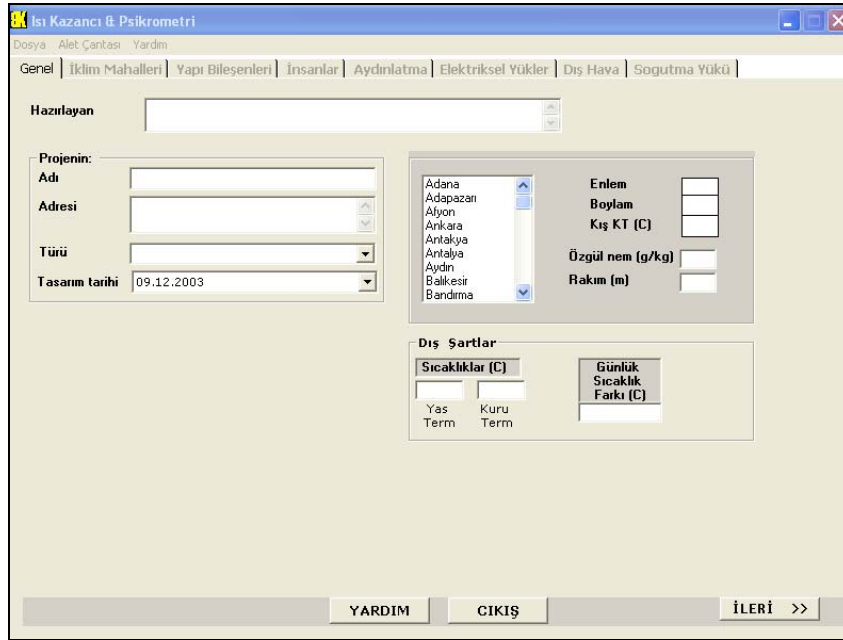 Isı Kazancı & Psikrometri
Dosya Alet Çantası Yardım
Genel İklim Mahalleri Yapı Bileşenleri İnsanlar Aydınlatma Elektriksel Yükler Dış Hava Sogutma Yükü
Hazırlayan
Projenin:
Adı
Adresi
Türü
Tasarım tarihi 09.12.2003
Adana
Adapazarı
Afyon
Ankara
Antakya
Antalya
Aydın
Balıkesir
Bandırma
Enlem
Boylam
Kış KT (C)
Özgül nem (g/kg)
Rakım (m)
Dış Şartlar
Sıcaklıklar (C)
Yas Term
Kuru Term
Günlük
Sıcaklık
Farkı (C)
YARDIM CIKIŞ İLERİ >>